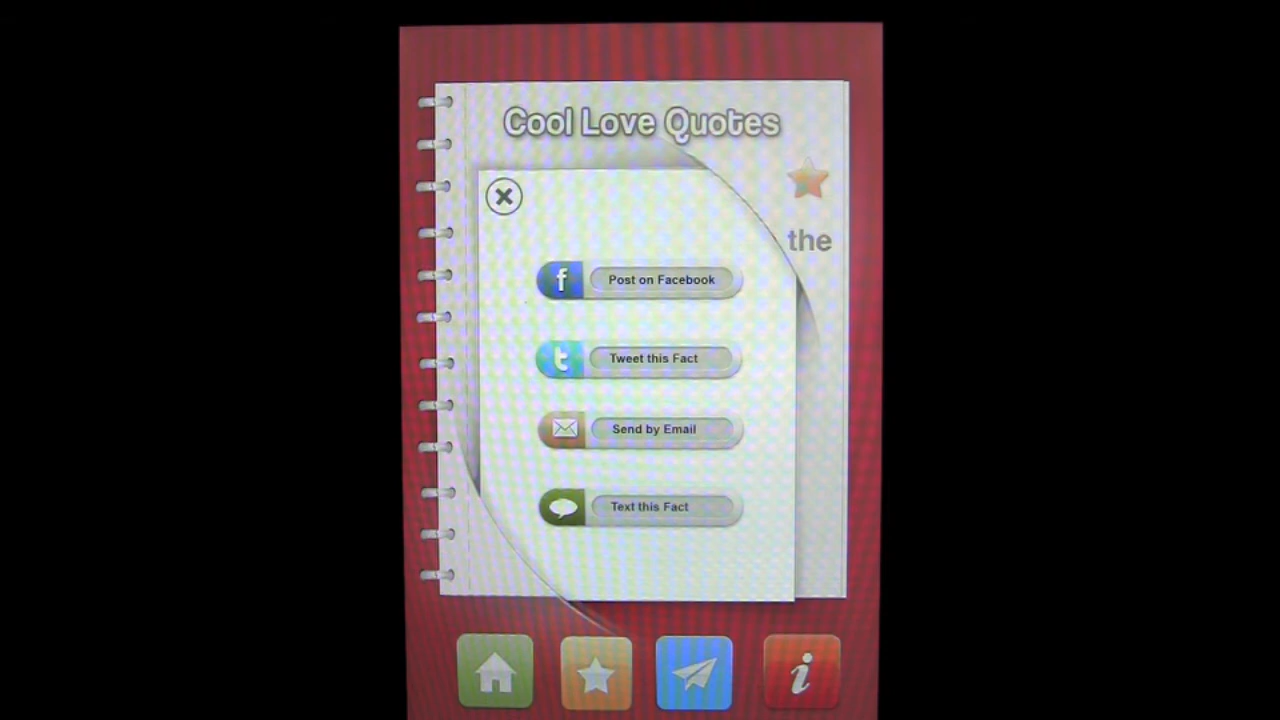 Cool Love Quotes
the
Post on Facebook
Tweet this Fact
Send by Email
Text this Fact